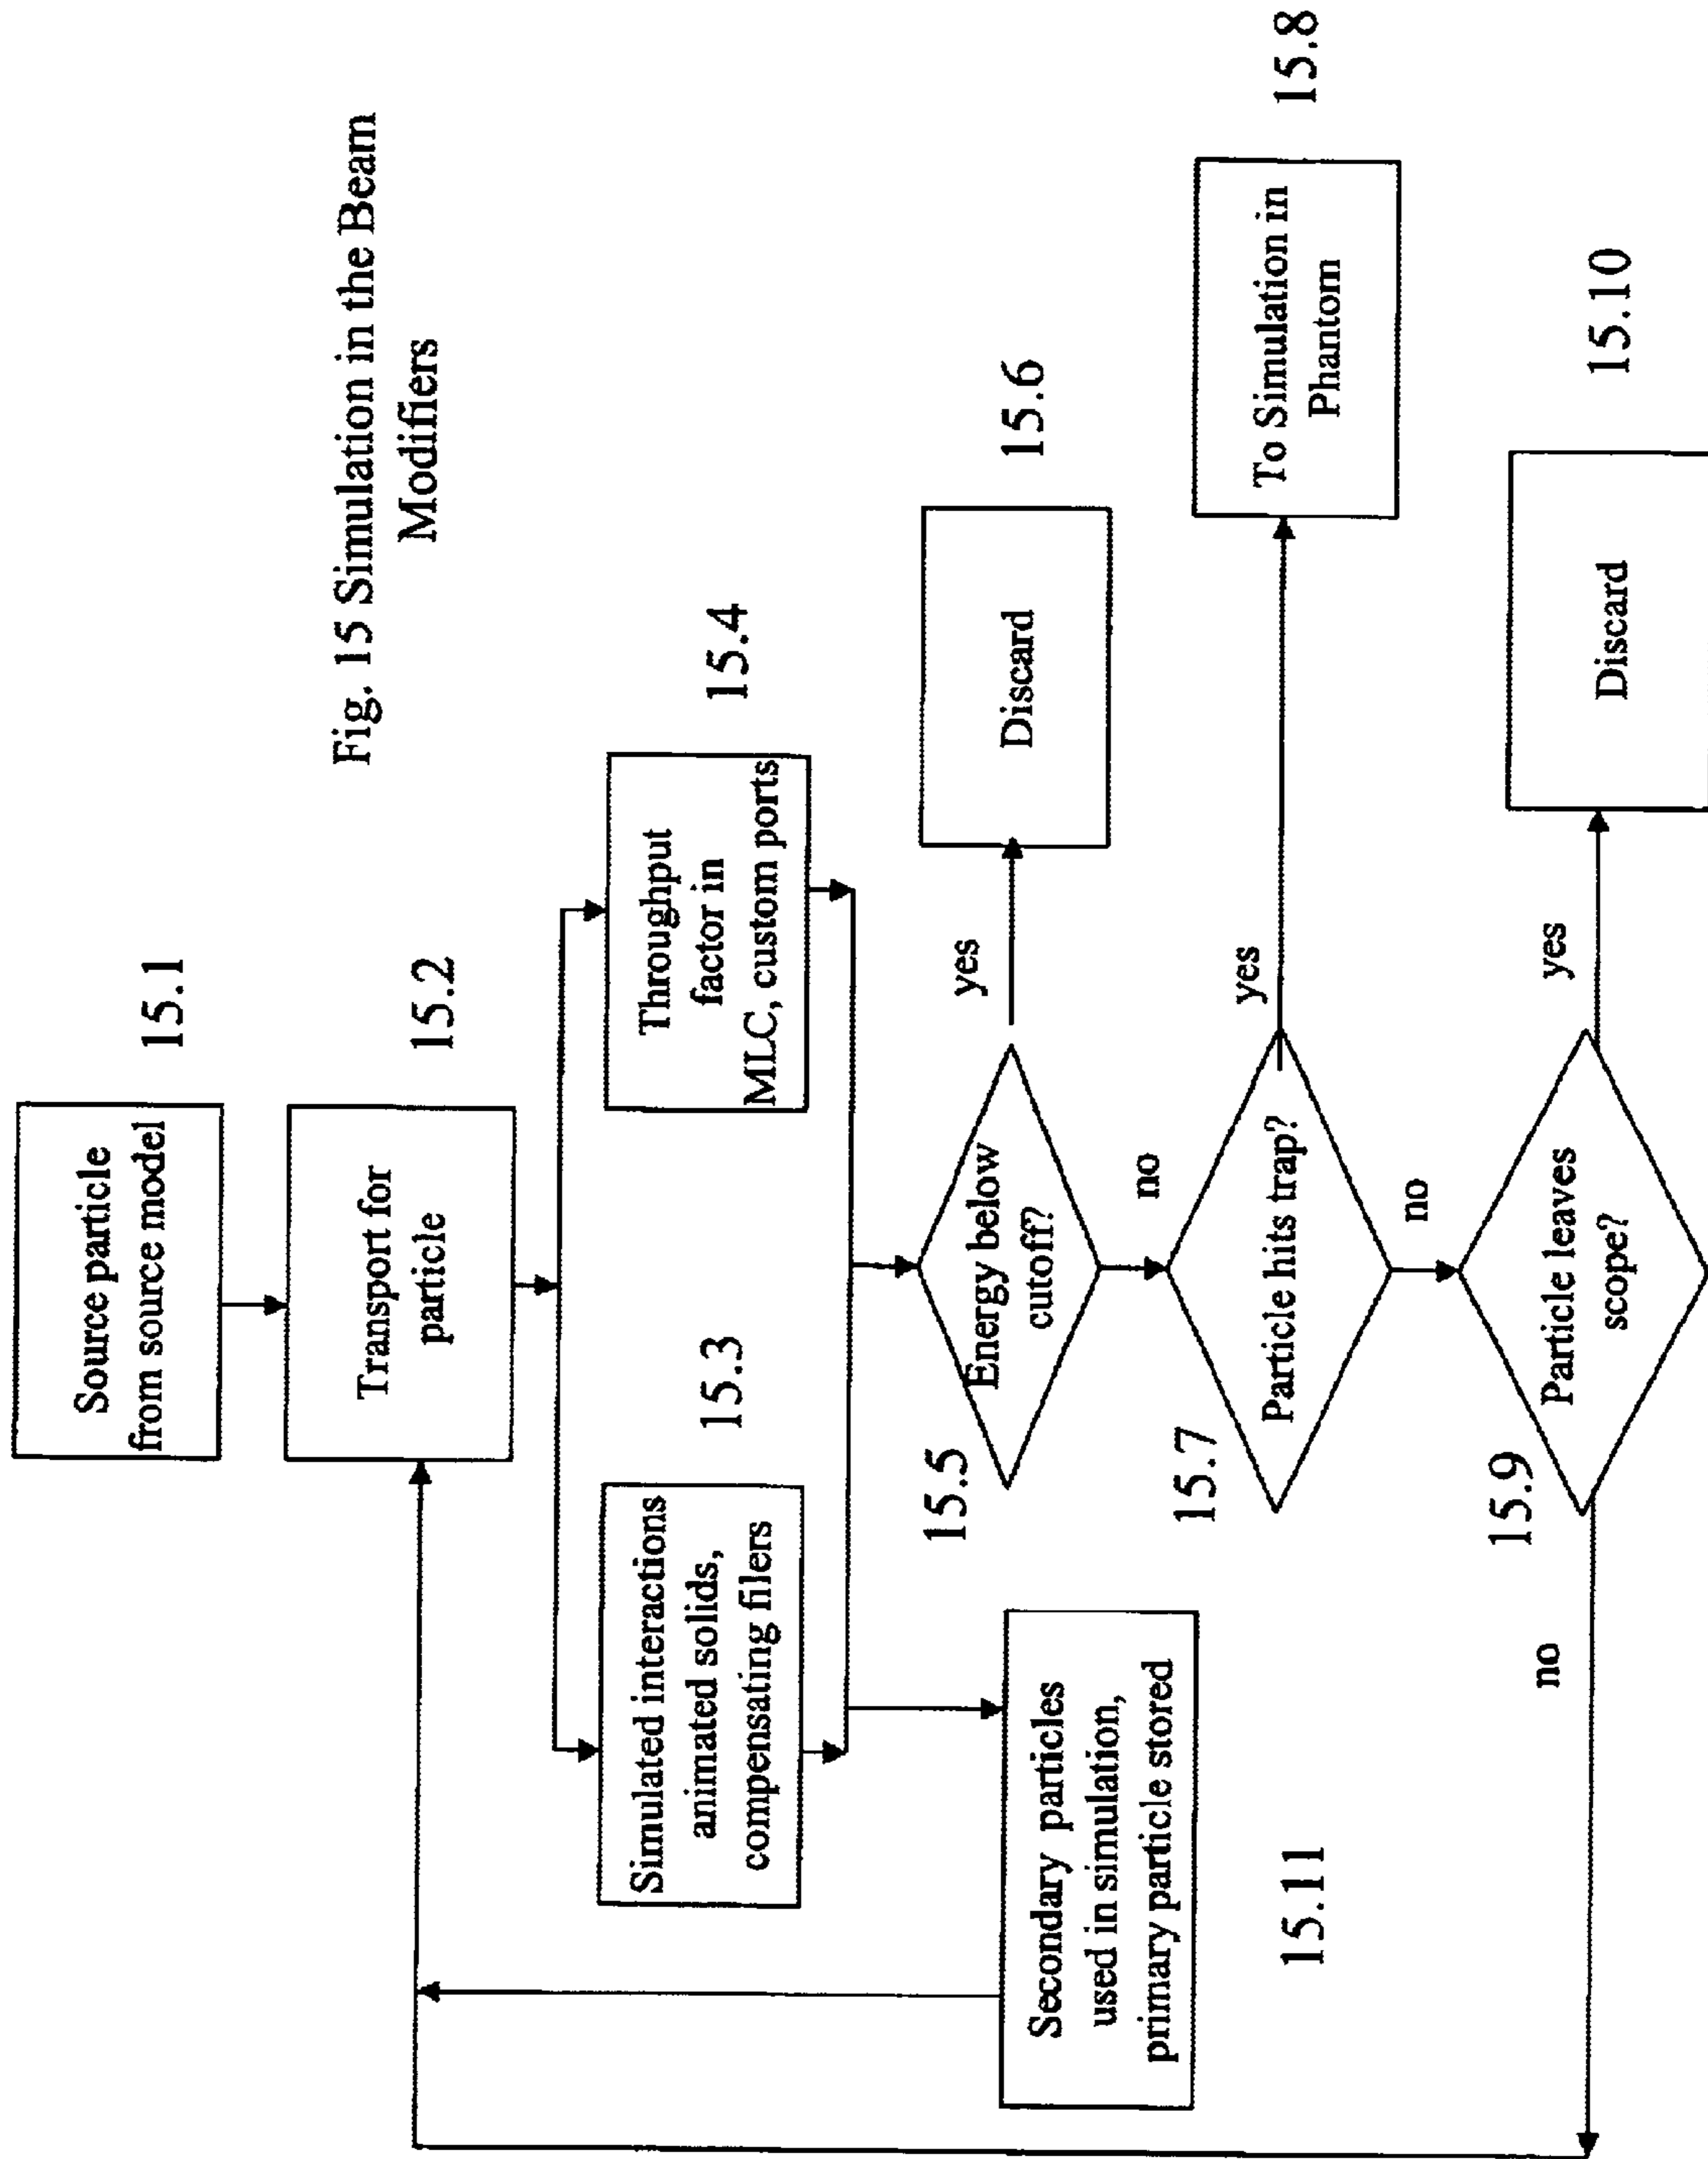 Fig. 15 Simulation in the Beam
Modifiers
Source particle
from source model
15.1
Transport for
particle
15.2
Simulated interactions
animated solids,
compensating filers
15.3
Throughput
factor in
MLC, custom ports
15.4
15.5
Energy below
cutoff?
yes
Discard
15.6
no
15.7
Particle hits trap?
yes
To Simulation in
Phantom
15.8
no
15.9
Particle leaves
scope?
yes
Discard
15.10
no
Secondary particles
used in simulation,
primary particle stored
15.11